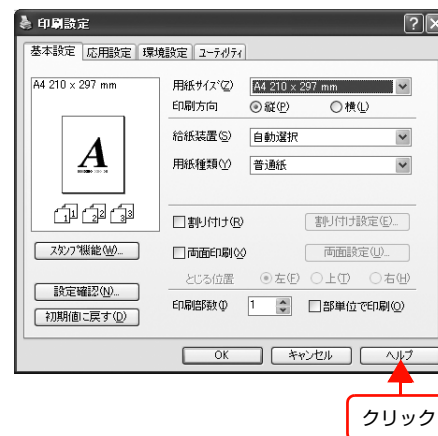 印刷設定
基本設定 応用設定 環境設定 ユーティリティ
A4 210 x 297 mm
A
1 1 2 2 3 3
スタンプ機能(W)...
設定確認(N)...
初期値に戻す(D)
用紙サイズ(Z) A4 210 x 297 mm
印刷方向 縦(P) 横(L)
給紙装置(S) 自動選択
用紙種類(Y) 普通紙
割り付け(R) 割り付け設定(E)...
両面印刷(X) 両面設定(U)...
とじる位置 左(F) 上(T) 右(H)
印刷部数(I) 1 部単位で印刷(O)
OK キャンセル ヘルプ
クリック